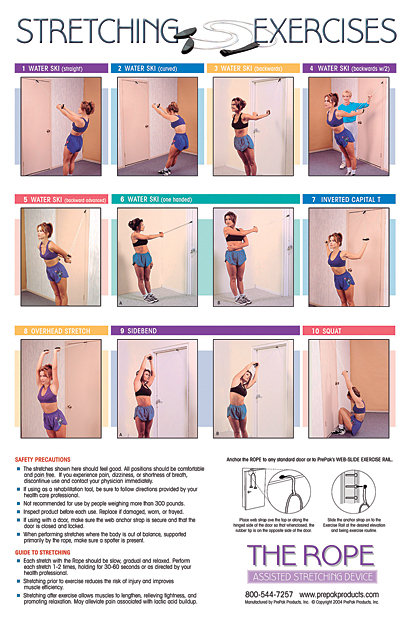 STRETCHING EXERCISES
1 WATER SKI (straight)
2 WATER SKI (curved)
3 WATER SKI (backwards)
4 WATER SKI (backwards w/2)
5 WATER SKI (backward advanced)
6 WATER SKI (one handed)
7 INVERTED CAPITAL T
A
B
8 OVERHEAD STRETCH
9 SIDEBEND
10 SQUAT
A
B
SAFETY PRECAUTIONS
The stretches shown here should feel good. All positions should be comfortable
and pain free. If you experience pain, dizziness, or shortness of breath,
discontinue use and contact your physician immediately.
If using as a rehabilitation tool, be sure to follow directions provided by your
health care professional.
Not recommended for use by people weighing more than 300 pounds.
Inspect product before each use. Replace if damaged, worn, or frayed.
If using with a door, make sure the web anchor strap is secure and that the
door is closed and locked.
When performing stretches where the body is out of balance, supported
primarily by the rope, make sure a spotter is present.
GUIDE TO STRETCHING
Each stretch with the Rope should be slow, gradual and relaxed. Perform
each stretch 1-2 times, holding for 30-60 seconds or as directed by your
health professional.
Stretching prior to exercise reduces the risk of injury and improves
muscle efficiency.
Stretching after exercise allows muscles to lengthen, relieving tightness, and
promoting relaxation. May alleviate pain associated with lactic acid buildup.
Anchor the ROPE to any standard door or to PrePak's WEB-SLIDE EXERCISE RAIL.
Place web strap over the top or along the
hinged side of the door so that when closed, the
rubber tip is on the opposite side of the door.
Slide the anchor strap on to the
Exercise Rail at the desired elevation
and being exercise routine.
THE ROPE
ASSISTED STRETCHING DEVICE
800-544-7257 www.prepakproducts.com
Manufactured by PrePak Products, Inc. © Copyright 2004 PrePak Products, Inc.